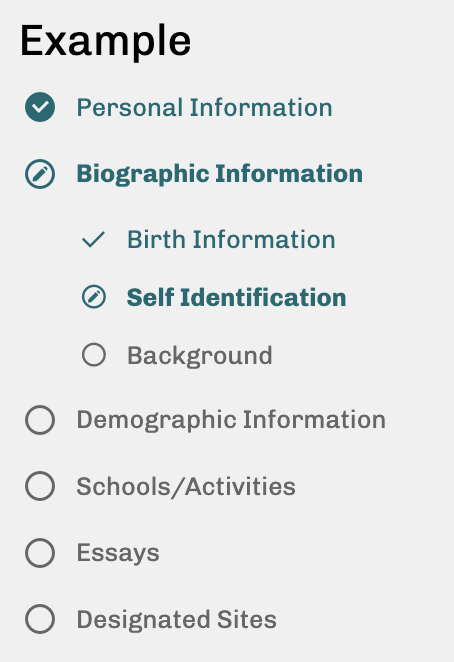 Example
Personal Information
Biographic Information
Birth Information
Self Identification
Background
Demographic Information
Schools/Activities
Essays
Designated Sites